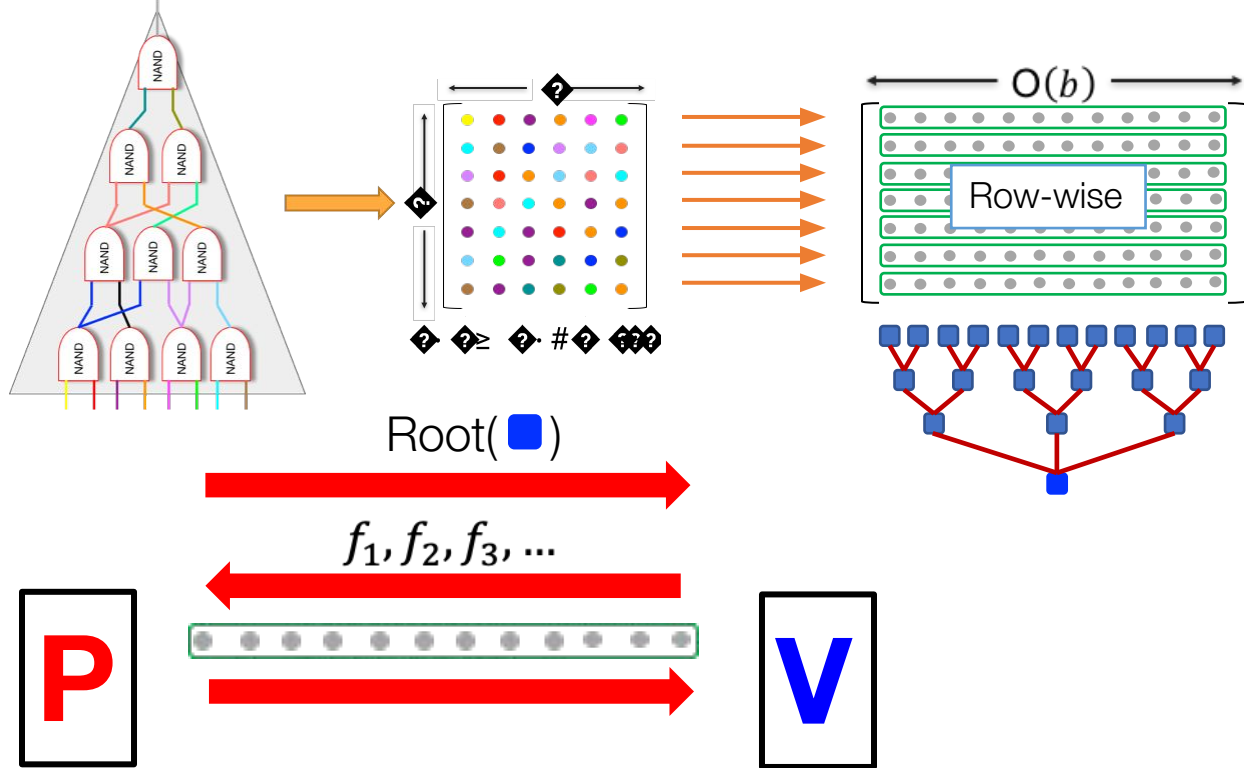 NAND
NAND NAND
NAND NAND NAND
NAND NAND NAND NAND
O(b)
Row-wise
≥ · #
Root( )
f₁, f₂, f₃, ...
P
V